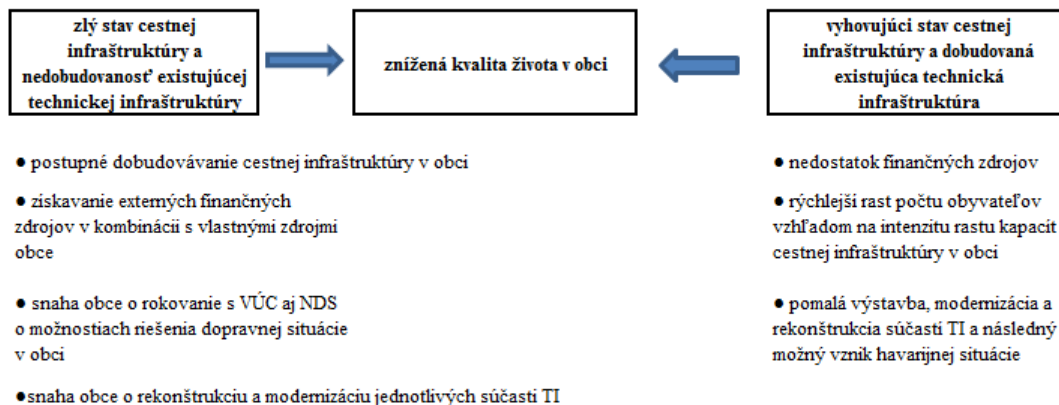 zlý stav cestnej
infraštruktúry a
nedobudovanosť existujúcej
technickej infraštruktúry
znížená kvalita života v obci
vyhovujúci stav cestnej
infraštruktúry a dobudovaná
existujúca technická
infraštruktúra
● postupné dobudovávanie cestnej infraštruktúry v obci
● získavanie externých finančných
zdrojov v kombinácii s vlastnými zdrojmi
obce
● snaha obce o rokovanie s VÚC aj NDS
o možnostiach riešenia dopravnej situácie
v obci
●snaha obce o rekonštrukciu a modernizáciu jednotlivých súčasti TI
● nedostatok finančných zdrojov
● rýchlejší rast počtu obyvateľov
vzhľadom na intenzitu rastu kapacít
cestnej infraštruktúry v obci
● pomalá výstavba, modernizácia a
rekonštrukcia súčasti TI a následný
možný vznik havarijnej situácie